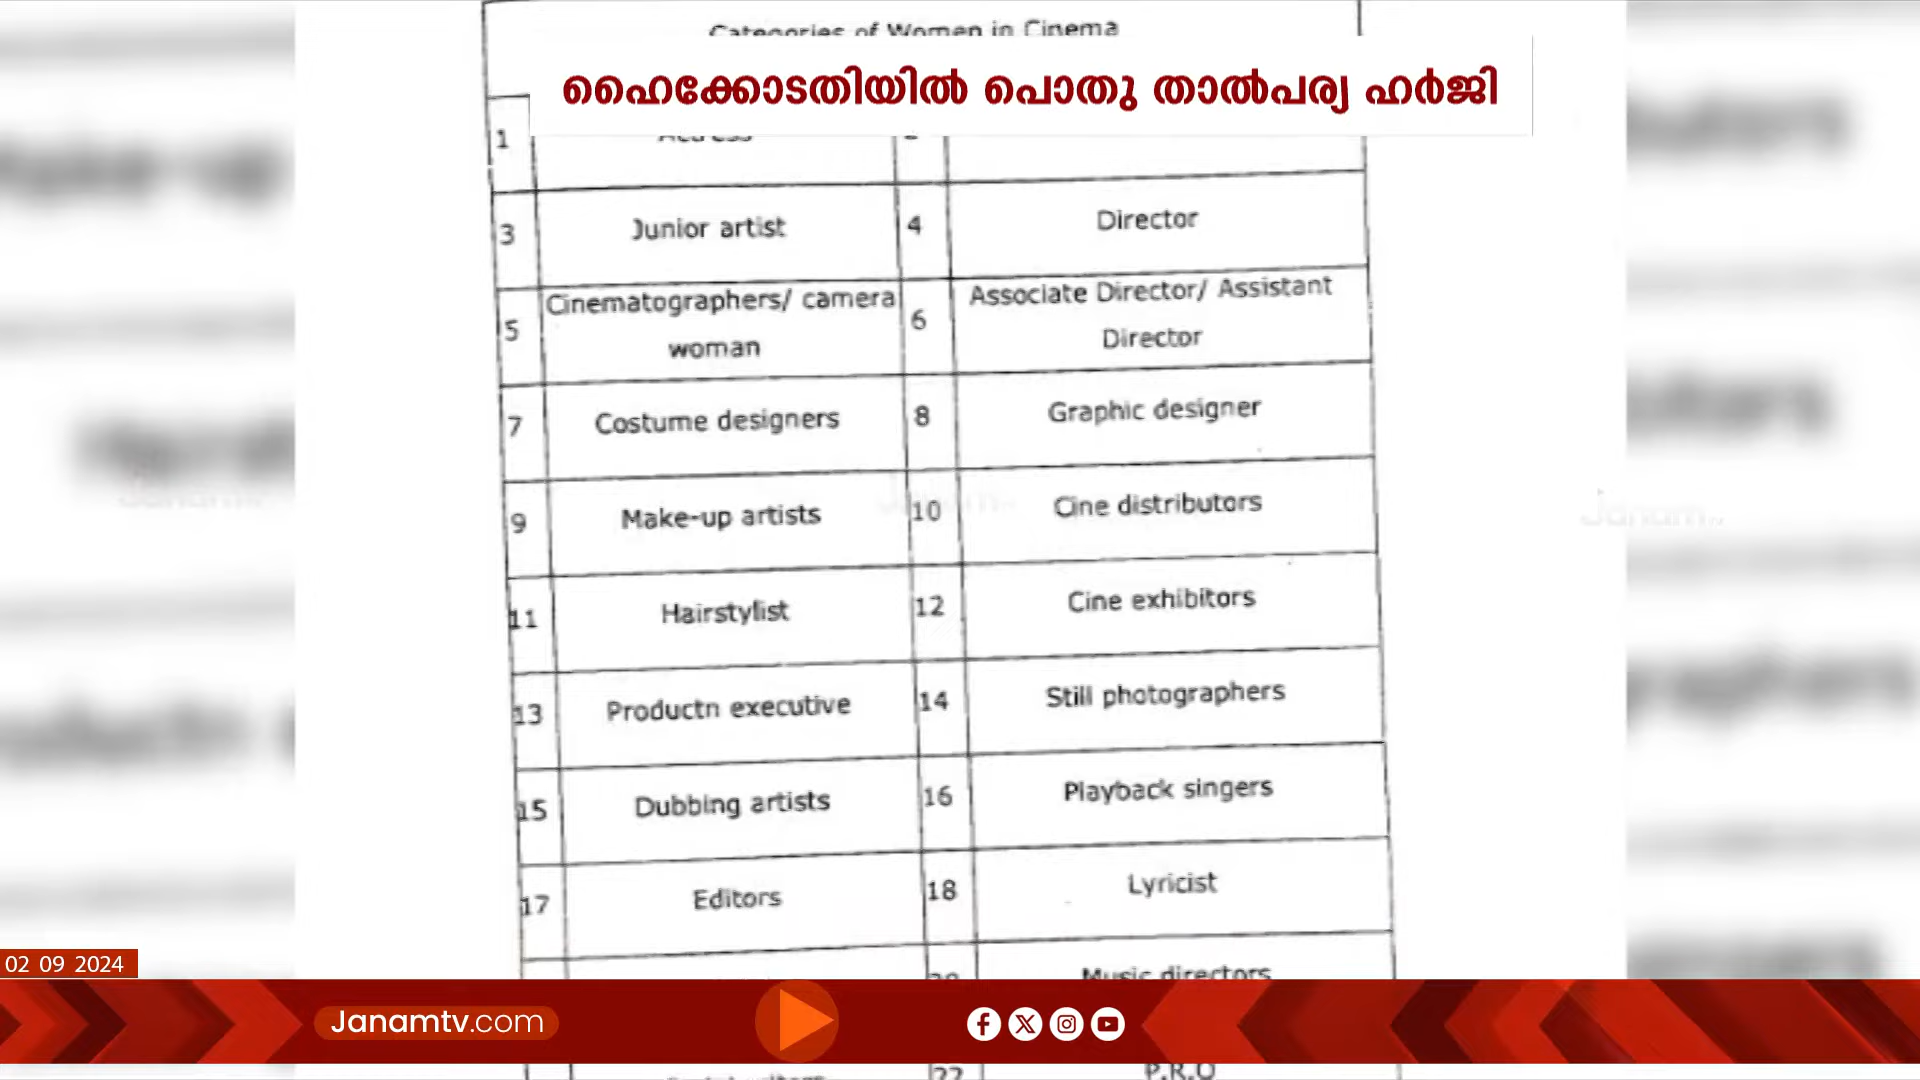 Categories of Women in Cinema
ഹൈക്കോടതിയിൽ പൊതു താൽപര്യ ഹർജി
1 Actress 2
3 Junior artist 4 Director
5 Cinematographers/ camera woman 6 Associate Director/ Assistant Director
7 Costume designers 8 Graphic designer
9 Make-up artists 10 Cine distributors
11 Hairstylist 12 Cine exhibitors
13 Productn executive 14 Still photographers
15 Dubbing artists 16 Playback singers
17 Editors 18 Lyricist
20 Music directors
22 P.R.O
02 09 2024
Janamtv.com